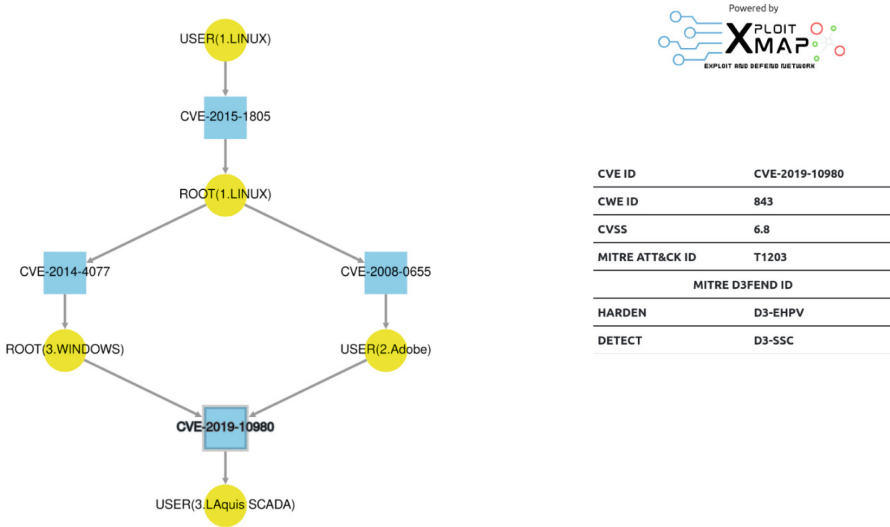 Powered by
XPLOIT
XMAP
EXPLOIT AND DEFEND NETWORK
USER(1.LINUX)
CVE-2015-1805
ROOT(1.LINUX)
CVE-2014-4077
CVE-2008-0655
ROOT(3.WINDOWS)
USER(2.Adobe)
CVE-2019-10980
USER(3.LAquis SCADA)
CVE ID CVE-2019-10980
CWE ID 843
CVSS 6.8
MITRE ATT&CK ID T1203
MITRE D3FEND ID
HARDEN D3-EHPV
DETECT D3-SSC